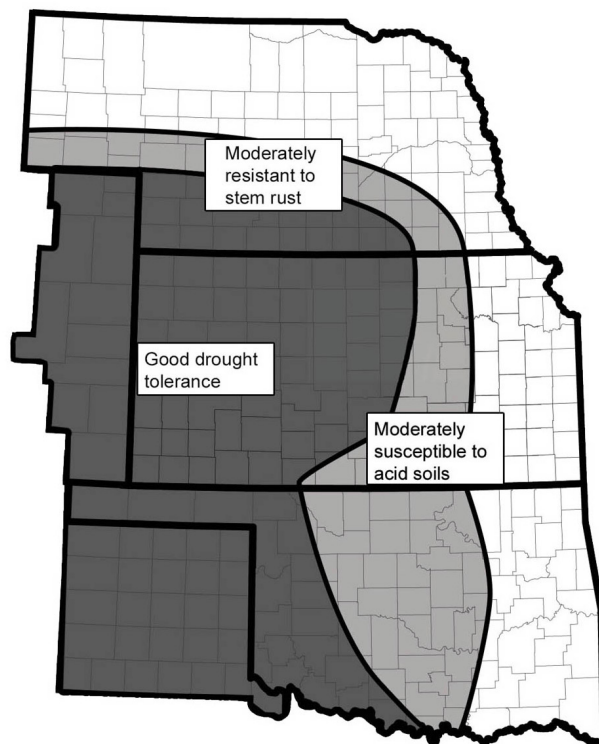 Moderately
resistant to
stem rust
Good drought
tolerance
Moderately
susceptible to
acid soils